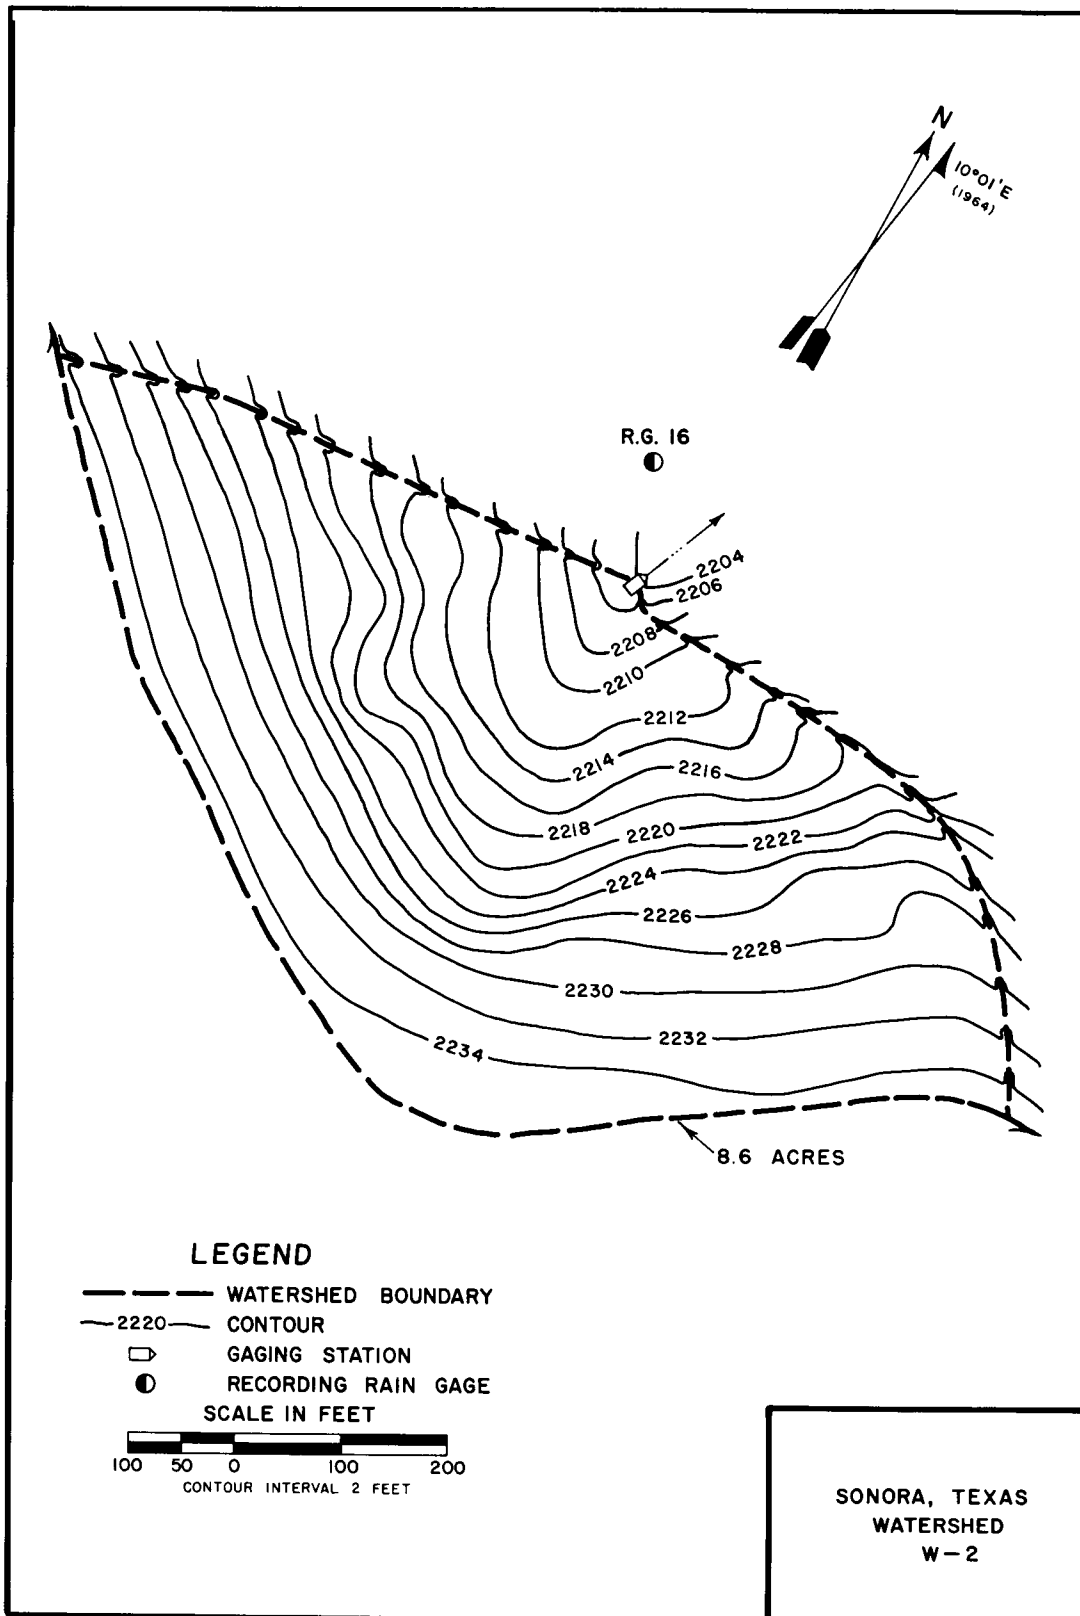 N
10°01'E
(1964)
R.G. 16
2204
2206
2208
2210
2212
2214
2216
2218
2220
2222
2224
2226
2228
2230
2232
2234
8.6 ACRES
LEGEND
WATERSHED BOUNDARY
2220 CONTOUR
GAGING STATION
RECORDING RAIN GAGE
SCALE IN FEET
100 50 0 100 200
CONTOUR INTERVAL 2 FEET
SONORA, TEXAS
WATERSHED
W-2